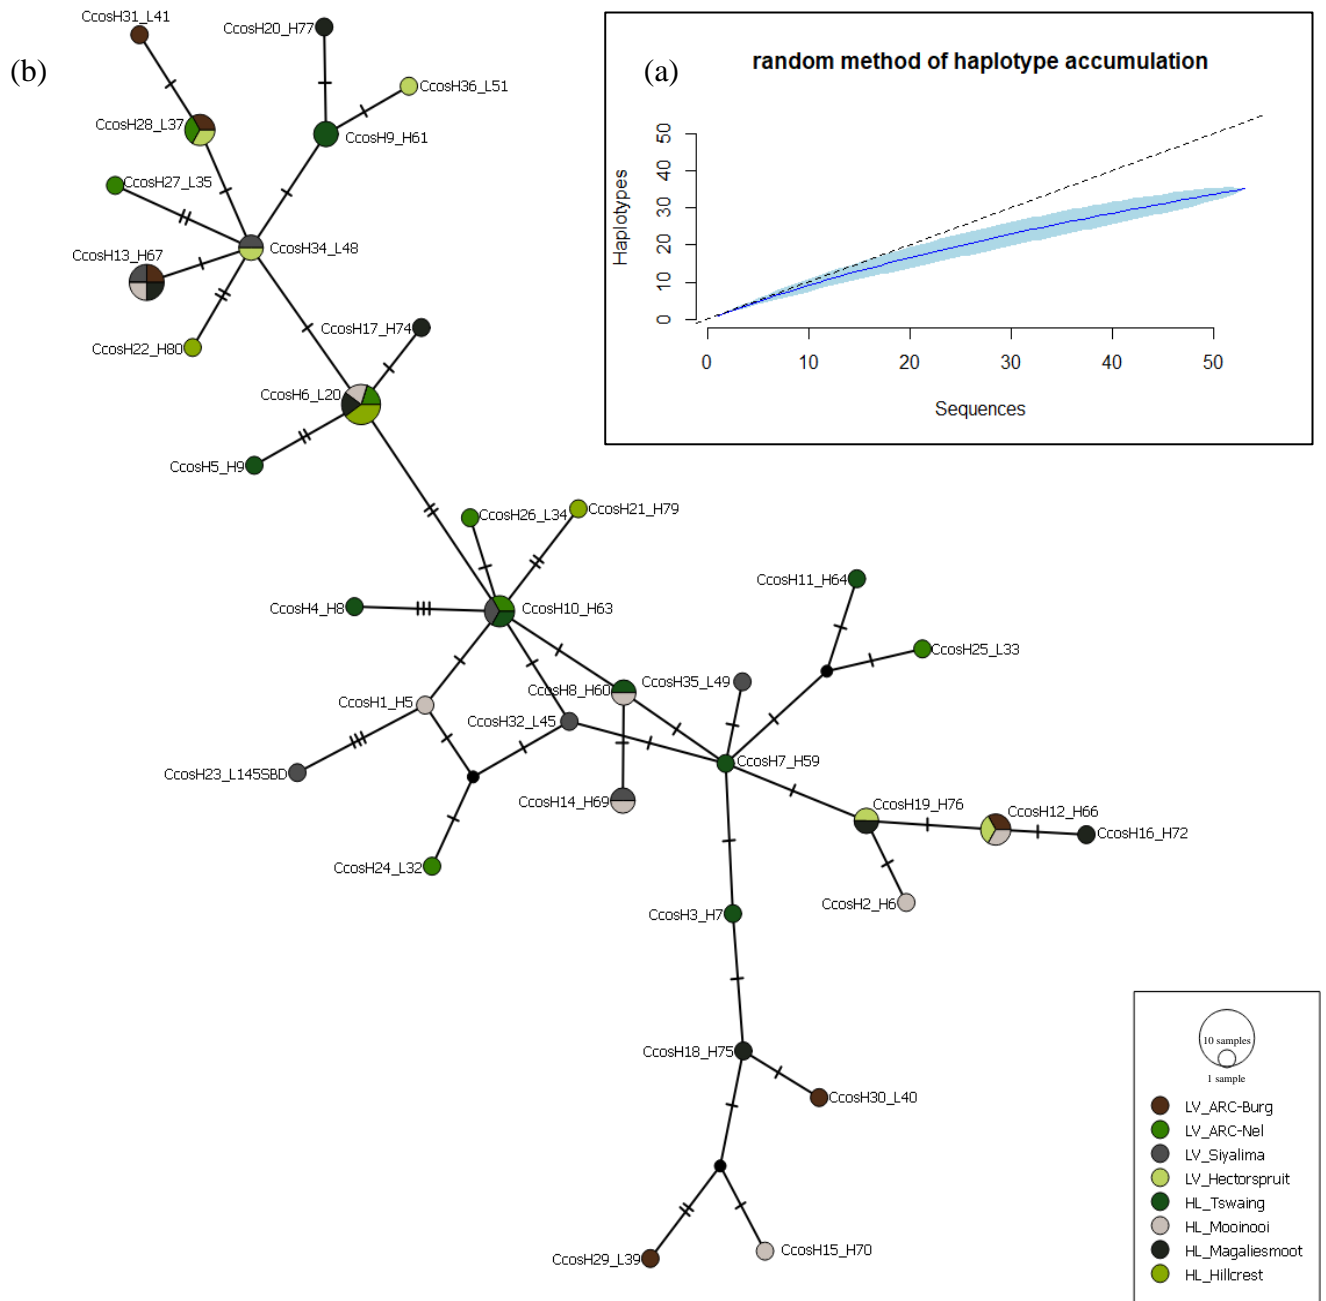 (b)
CcosH31_L41
CcosH20_H77
CcosH36_L51
CcosH28_L37
CcosH9_H61
CcosH27_L35
CcosH34_L48
CcosH13_H67
CcosH22_H80
CcosH17_H74
CcosH6_L20
CcosH5_H9
CcosH26_L34
CcosH21_H79
CcosH4_H8
CcosH10_H63
CcosH11_H64
CcosH25_L33
CcosH35_L49
CcosH8_H60
CcosH1_H5
CcosH32_L45
CcosH7_H59
CcosH23_L145SBD
CcosH14_H69
CcosH19_H76
CcosH12_H66
CcosH16_H72
CcosH24_L32
CcosH2_H6
CcosH3_H7
CcosH18_H75
CcosH30_L40
CcosH29_L39
CcosH15_H70
(a)
random method of haplotype accumulation
Haplotypes
50
40
30
20
10
0
0 10 20 30 40 50
Sequences
10 samples
1 sample
LV_ARC-Burg
LV_ARC-Nel
LV_Siyalima
LV_Hectorspruit
HL_Tswaing
HL_Mooinooi
HL_Magaliesmoot
HL_Hillcrest